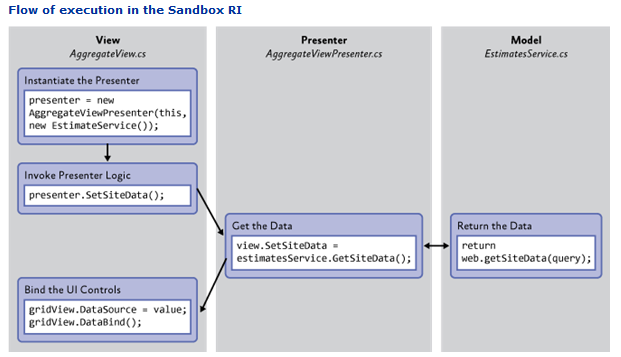 Flow of execution in the Sandbox RI
View
AggregateView.cs
Instantiate the Presenter
presenter = new
AggregateViewPresenter(this,
new EstimateService());
Invoke Presenter Logic
presenter.SetSiteData();
Bind the UI Controls
gridView.DataSource = value;
gridView.DataBind();
Presenter
AggregateViewPresenter.cs
Get the Data
view.SetSiteData =
estimatesService.GetSiteData();
Model
EstimatesService.cs
Return the Data
return
web.getSiteData(query);